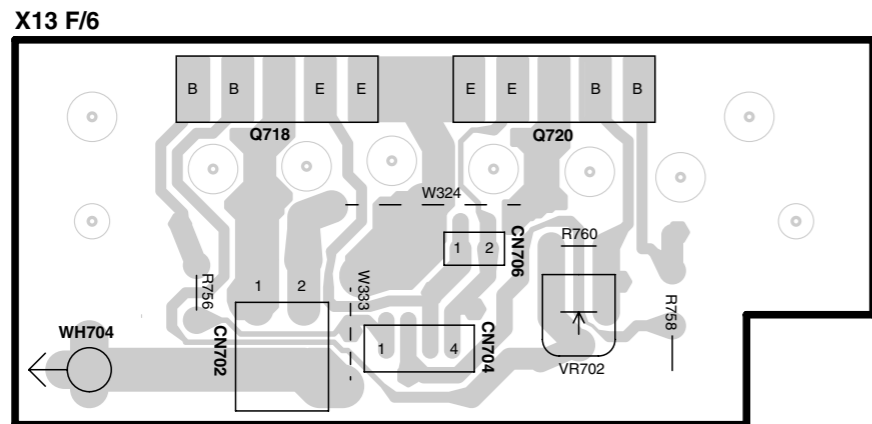 X13 F/6
B B E E
E E B B
Q718
Q720
W324
1 2
CN706
R760
R756
1 2
W333
R758
WH704
CN702
1 4
CN704
VR702